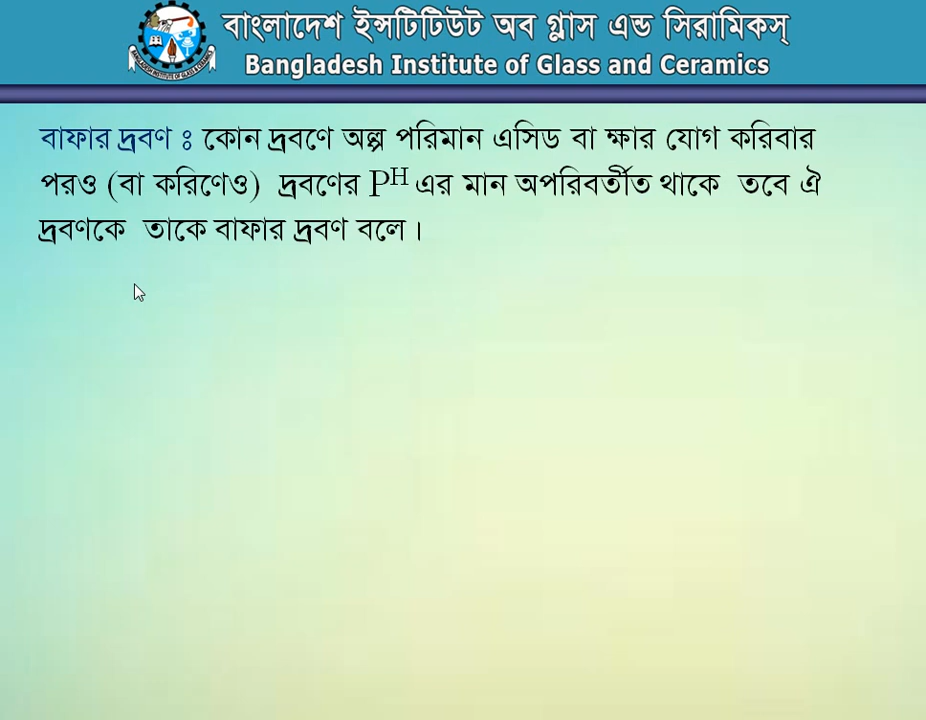 বাংলাদেশ ইন্সটিটিউট অব গ্লাস এন্ড সিরামিকস্
Bangladesh Institute of Glass and Ceramics
বাফার দ্রবণ ঃ কোন দ্রবণে অল্প পরিমান এসিড বা ক্ষার যোগ করিবার
পরও (বা করিণেও) দ্রবণের P^H এর মান অপরিবর্তীত থাকে তবে ঐ
দ্রবণকে তাকে বাফার দ্রবণ বলে।